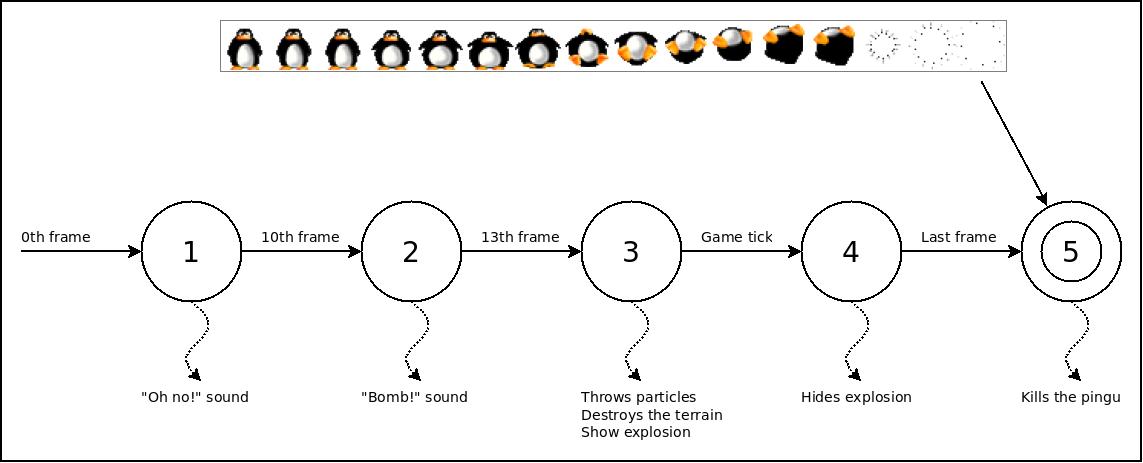 0th frame
10th frame
13th frame
Game tick
Last frame
1
2
3
4
5
"Oh no!" sound
"Bomb!" sound
Throws particles
Destroys the terrain
Show explosion
Hides explosion
Kills the pingu